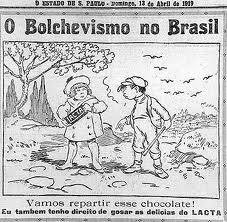 O ESTADO DE S. PAULO - Domingo, 13 de Abril de 1919
O Bolchevismo no Brasil
LACTA
Vamos repartir esse chocolate!
Eu tambem tenho direito de gosar as delicias do LACTA